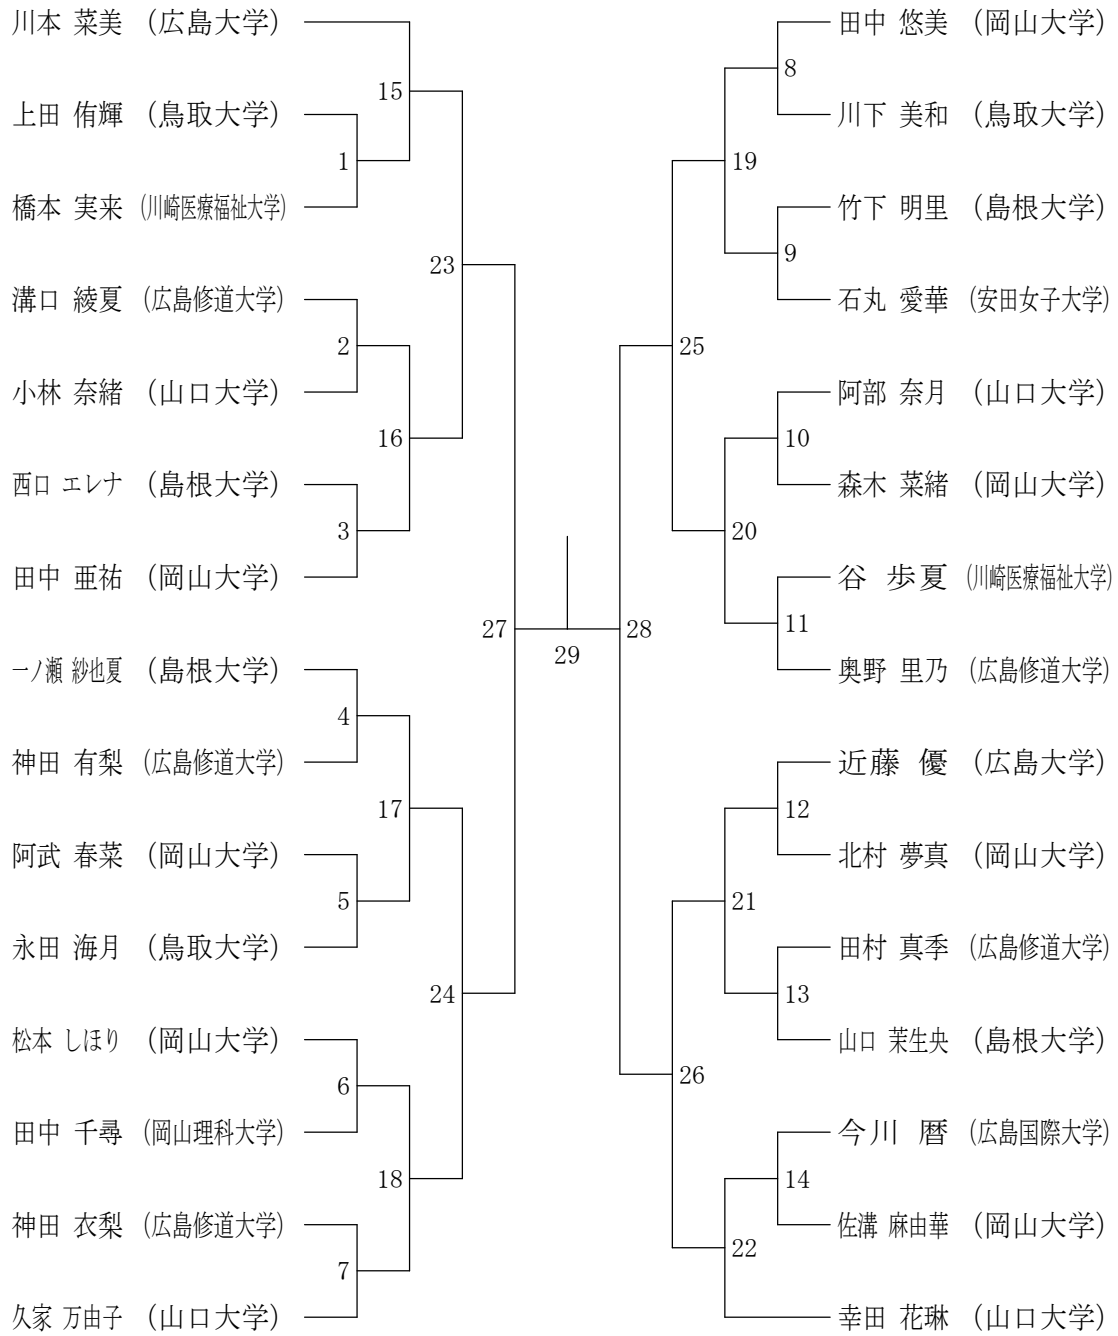 川本 菜美 (広島大学)
15
上田 侑輝 (鳥取大学)
1
橋本 実来 (川崎医療福祉大学)
23
溝口 綾夏 (広島修道大学)
2
小林 奈緒 (山口大学)
16
西口 エレナ (島根大学)
3
田中 亜祐 (岡山大学)
27
一ノ瀬 紗也夏 (島根大学)
4
神田 有梨 (広島修道大学)
17
阿武 春菜 (岡山大学)
5
永田 海月 (鳥取大学)
24
松本 しほり (岡山大学)
6
田中 千尋 (岡山理科大学)
18
神田 衣梨 (広島修道大学)
7
久家 万由子 (山口大学)
29
田中 悠美 (岡山大学)
8
川下 美和 (鳥取大学)
19
竹下 明里 (島根大学)
9
石丸 愛華 (安田女子大学)
25
阿部 奈月 (山口大学)
10
森木 菜緒 (岡山大学)
20
谷 歩夏 (川崎医療福祉大学)
11
28
奥野 里乃 (広島修道大学)
近藤 優 (広島大学)
12
北村 夢真 (岡山大学)
21
田村 真季 (広島修道大学)
13
山口 茉生央 (島根大学)
26
今川 暦 (広島国際大学)
14
佐溝 麻由華 (岡山大学)
22
幸田 花琳 (山口大学)